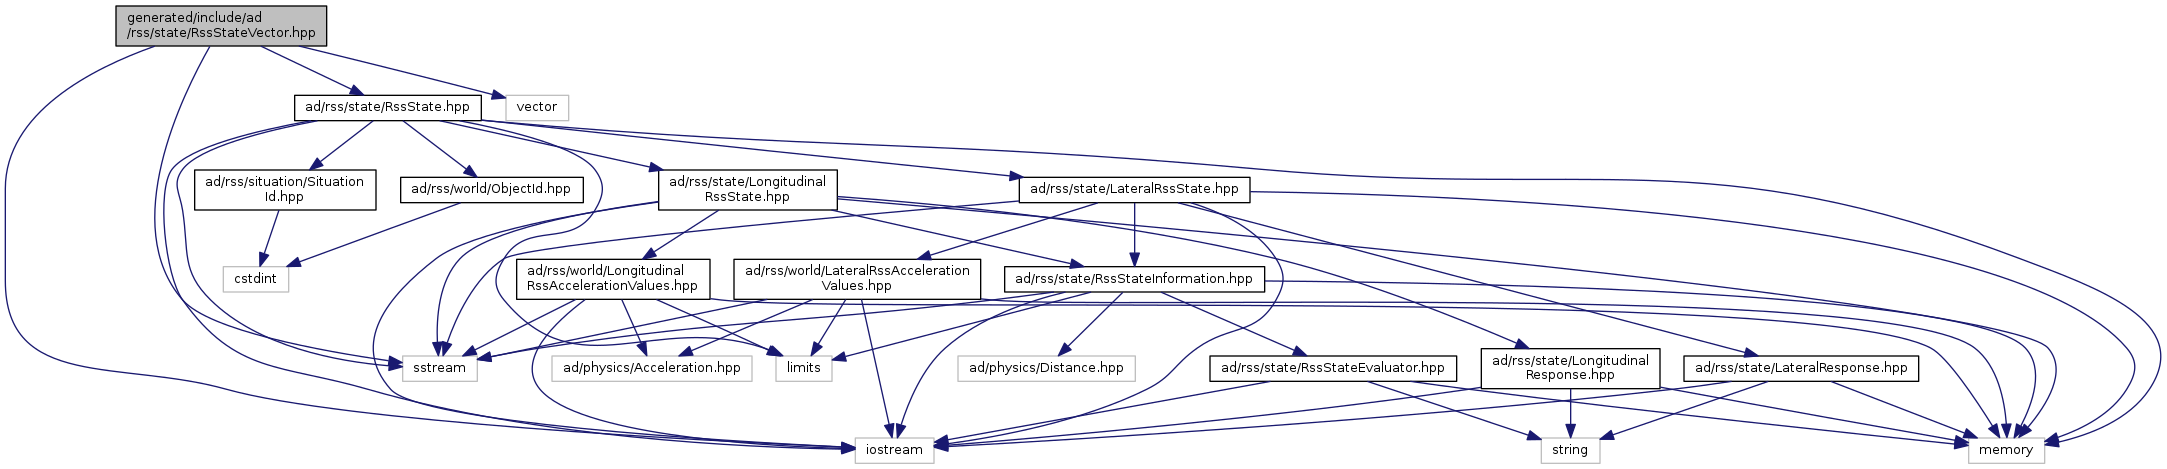 generated/include/ad
/rss/state/RssStateVector.hpp
ad/rss/state/RssState.hpp
vector
ad/rss/situation/Situation
Id.hpp
ad/rss/world/ObjectId.hpp
ad/rss/state/Longitudinal
RssState.hpp
ad/rss/state/LateralRssState.hpp
cstdint
ad/rss/world/Longitudinal
RssAccelerationValues.hpp
ad/rss/world/LateralRssAcceleration
Values.hpp
ad/rss/state/RssStateInformation.hpp
sstream
ad/physics/Acceleration.hpp
limits
ad/physics/Distance.hpp
ad/rss/state/RssStateEvaluator.hpp
ad/rss/state/Longitudinal
Response.hpp
ad/rss/state/LateralResponse.hpp
iostream
string
memory